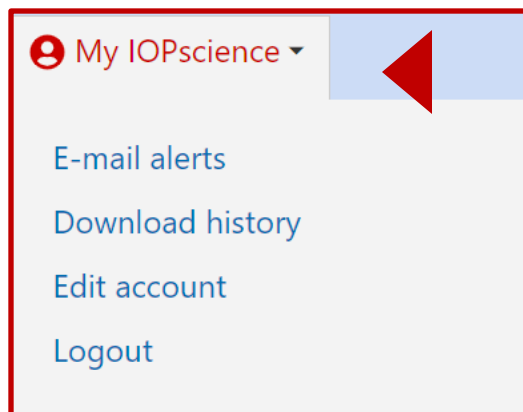 My IOPscience
E-mail alerts
Download history
Edit account
Logout